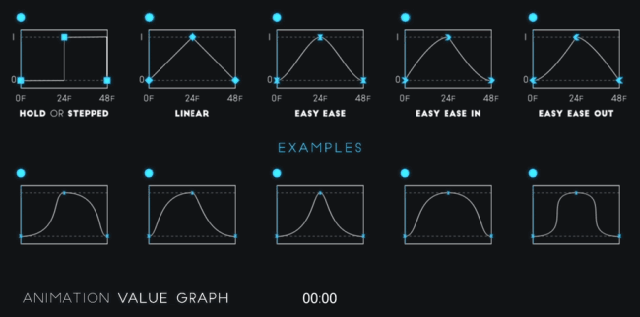 1 1 1 1 1
0 0 0 0 0
0F 24F 48F 0F 24F 48F 0F 24F 48F 0F 24F 48F 0F 24F 48F
HOLD OR STEPPED LINEAR EASY EASE EASY EASE IN EASY EASE OUT
EXAMPLES
ANIMATION VALUE GRAPH 00:00